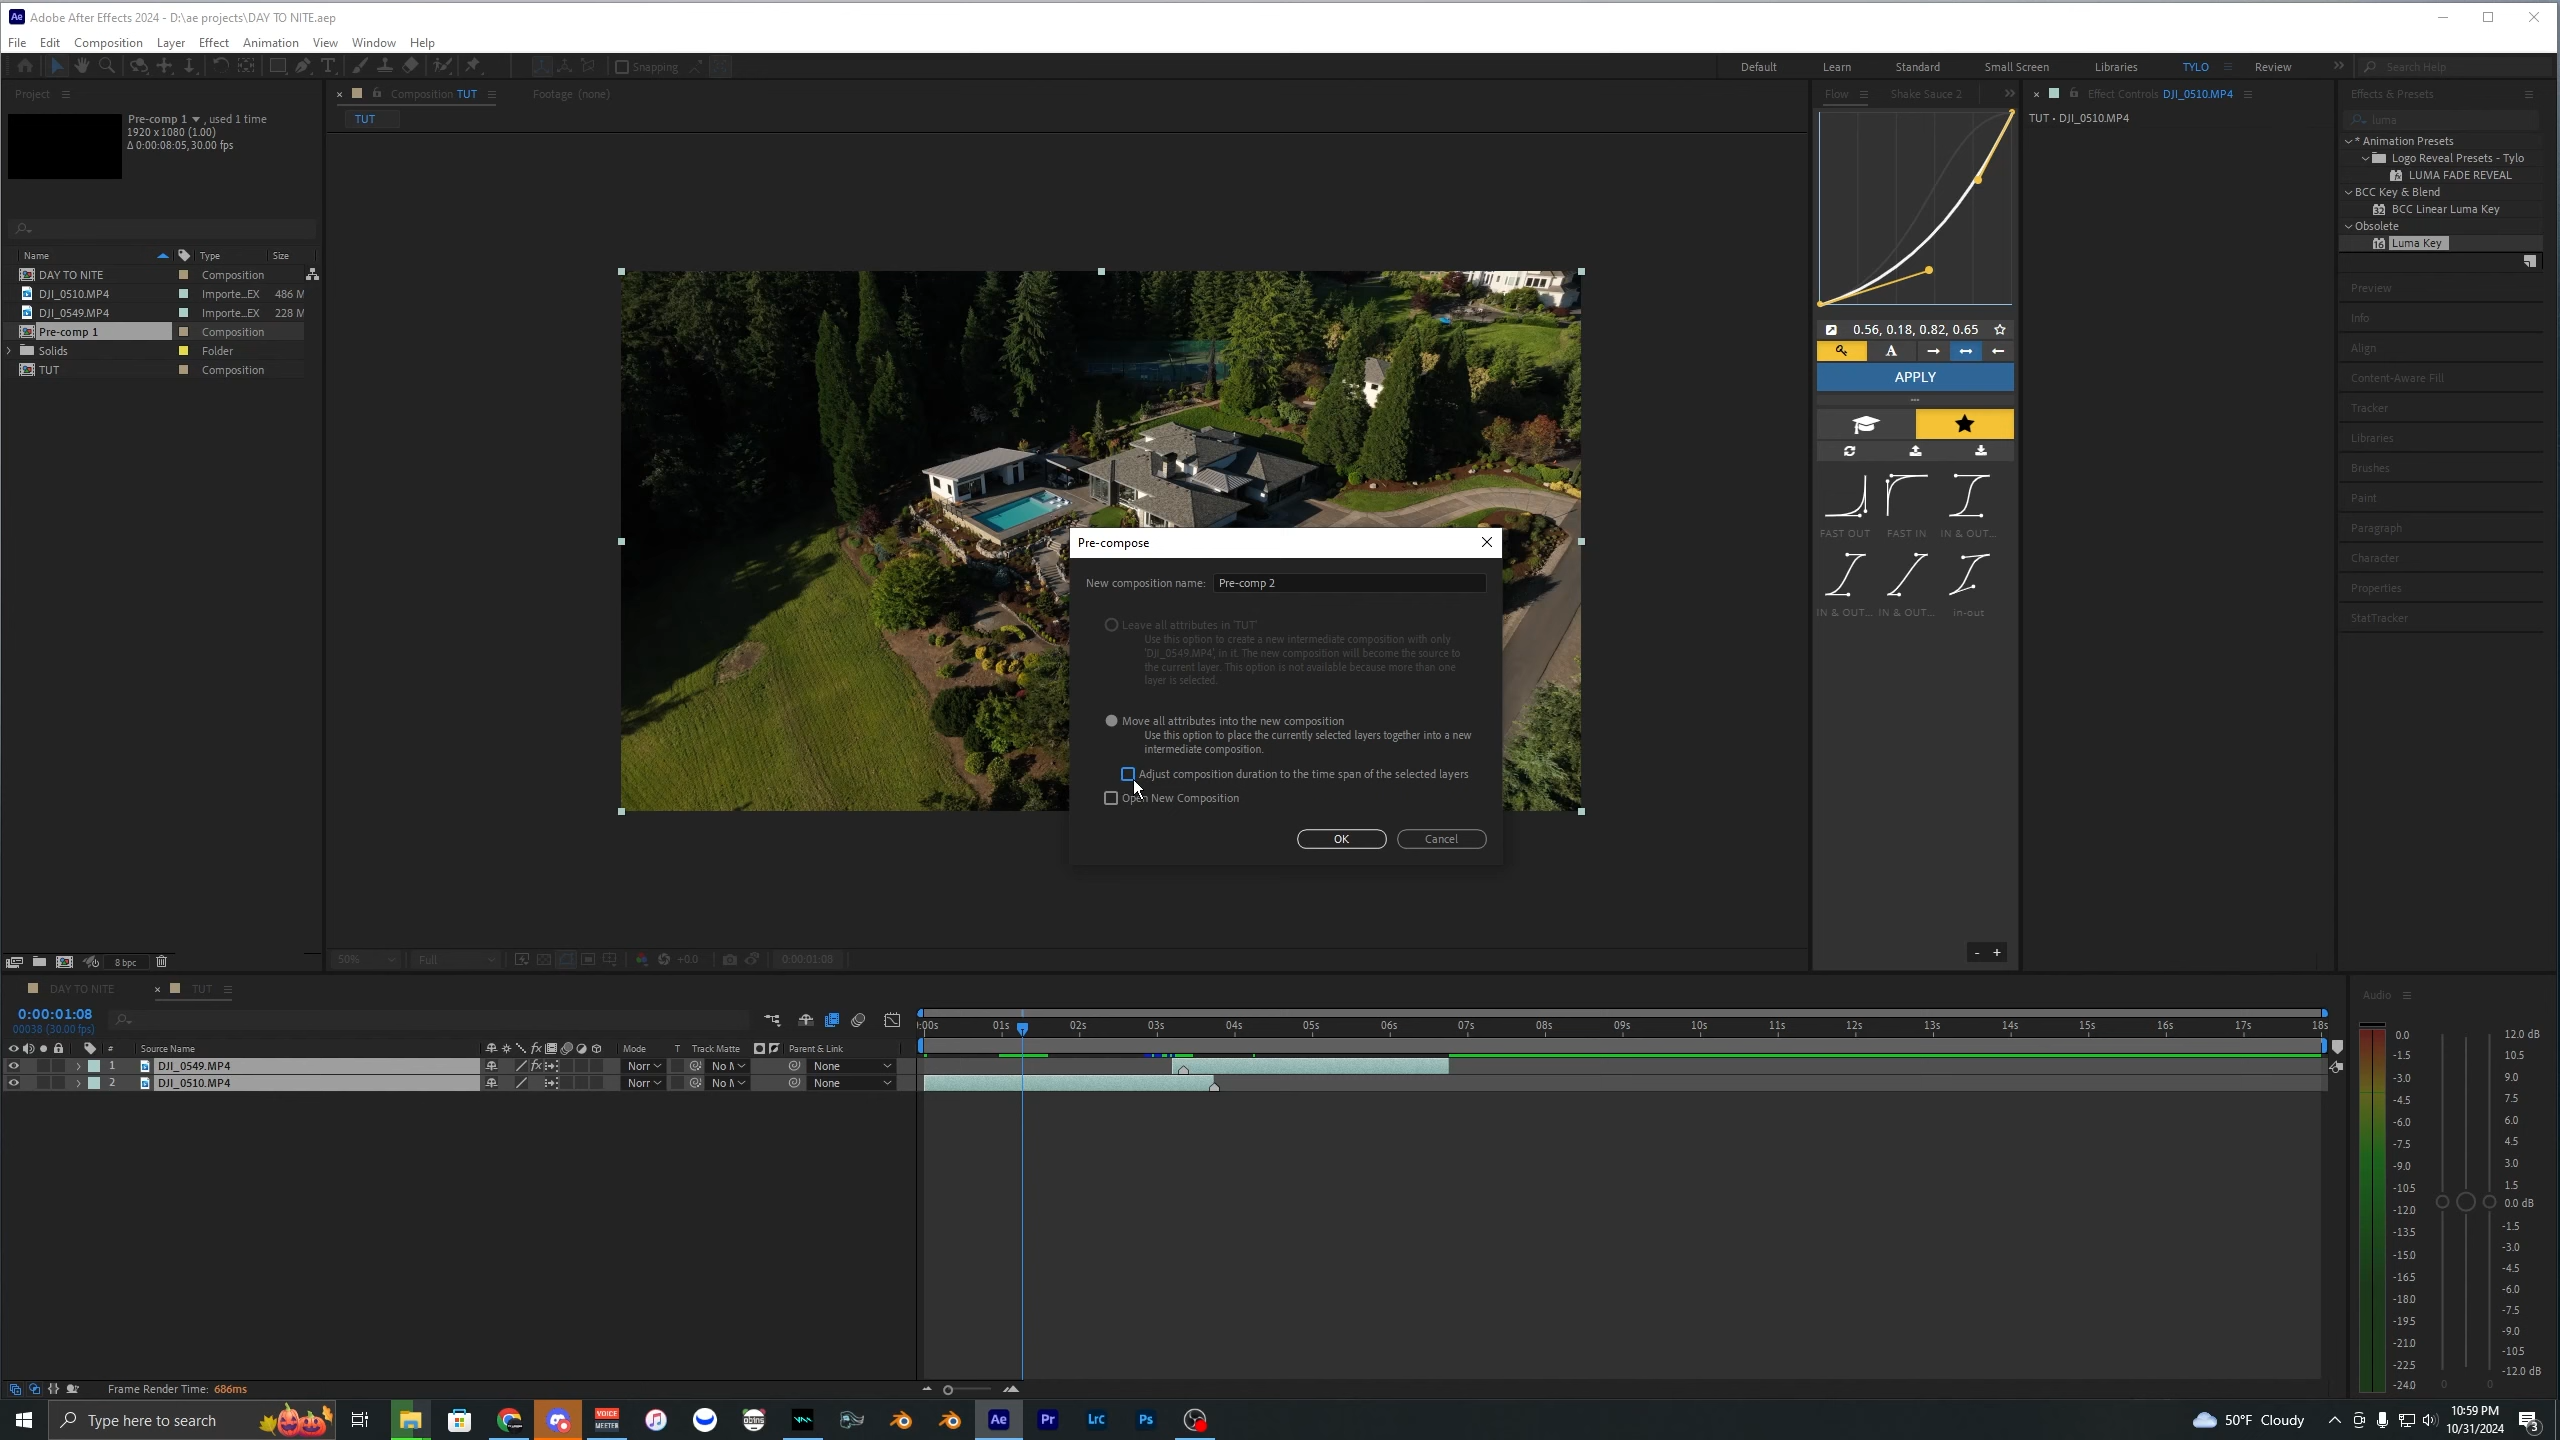 Adobe After Effects 2024 - D:\ae projects\DAY TO NITE.aep
File Edit Composition Layer Effect Animation View Window Help
Snapping
Default Learn Standard Small Screen Libraries TYLO Review
Search Help
Project
Pre-comp 1 , used 1 time
1920 x 1080 (1.00)
Δ 0:00:08:05, 30.00 fps
Name Type Size
DAY TO NITE Composition
DJI_0510.MP4 Importe...EX 486 M
DJI_0549.MP4 Importe...EX 228 M
Pre-comp 1 Composition
Solids Folder
TUT Composition
8 bpc
Composition TUT
Footage (none)
TUT
Pre-compose
New composition name: Pre-comp 2
Leave all attributes in 'TUT'
Use this option to create a new intermediate composition with only
'DJI_0549.MP4', in it. The new composition will become the source to
the current layer. This option is not available because more than one
layer is selected.
Move all attributes into the new composition
Use this option to place the currently selected layers together into a new
intermediate composition.
Adjust composition duration to the time span of the selected layers
Open New Composition
OK Cancel
50% Full +0.0 0:00:01:08
Flow Shake Sauce 2
0.56, 0.18, 0.82, 0.65
A
APPLY
FAST OUT FAST IN IN & OUT...
IN & OUT... IN & OUT... in-out
- +
Effect Controls DJI_0510.MP4
TUT • DJI_0510.MP4
Effects & Presets
luma
* Animation Presets
Logo Reveal Presets - Tylo
LUMA FADE REVEAL
BCC Key & Blend
32 BCC Linear Luma Key
Obsolete
16 Luma Key
Preview
Info
Align
Content-Aware Fill
Tracker
Libraries
Brushes
Paint
Paragraph
Character
Properties
StatTracker
DAY TO NITE TUT
0:00:01:08
00038 (30.00 fps)
# Source Name fx Mode T Track Matte Parent & Link
1 DJI_0549.MP4 fx Norr No M None
2 DJI_0510.MP4 Norr No M None
:00s 01s 02s 03s 04s 05s 06s 07s 08s 09s 10s 11s 12s 13s 14s 15s 16s 17s 18s
Frame Render Time: 686ms
Audio
0.0
-1.5
-3.0
-4.5
-6.0
-7.5
-9.0
-10.5
-12.0
-13.5
-15.0
-16.5
-18.0
-19.5
-21.0
-22.5
-24.0
12.0 dB
10.5
9.0
7.5
6.0
4.5
3.0
1.5
0.0 dB
-1.5
-3.0
-4.5
-6.0
-7.5
-9.0
-10.5
-12.0 dB
0 0
Type here to search
VOICE
MEETER
Ae Pr LrC Ps
50°F Cloudy
10:59 PM
10/31/2024
3